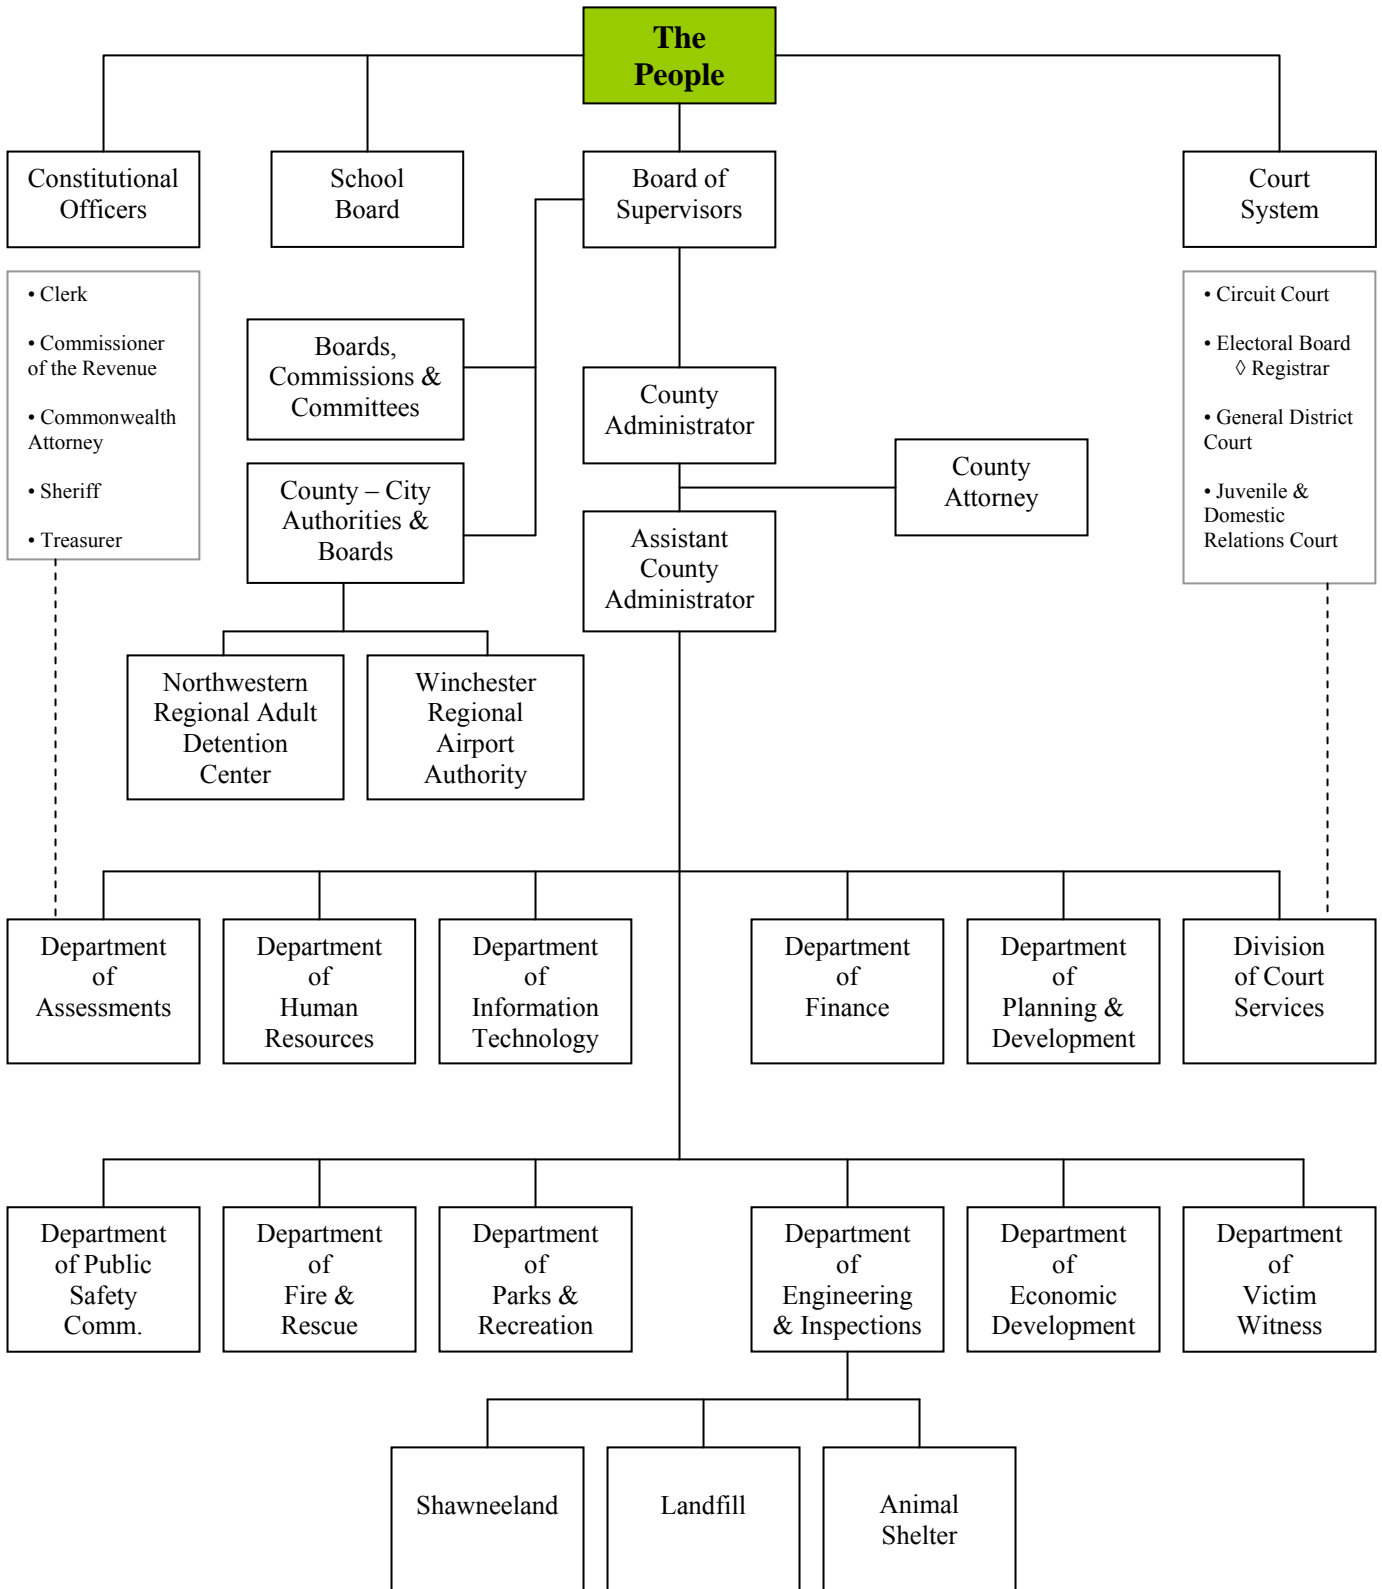 The
People
Constitutional
Officers
School
Board
Board of
Supervisors
Court
System
• Clerk
• Commissioner
of the Revenue
• Commonwealth
Attorney
• Sheriff
• Treasurer
• Circuit Court
• Electoral Board
◊ Registrar
• General District
Court
• Juvenile &
Domestic
Relations Court
Boards,
Commissions &
Committees
County
Administrator
County – City
Authorities &
Boards
County
Attorney
Assistant
County
Administrator
Northwestern
Regional Adult
Detention
Center
Winchester
Regional
Airport
Authority
Department
of
Assessments
Department
of
Human
Resources
Department
of
Information
Technology
Department
of
Finance
Department
of
Planning &
Development
Division
of Court
Services
Department
of Public
Safety
Comm.
Department
of
Fire &
Rescue
Department
of
Parks &
Recreation
Department
of
Engineering
& Inspections
Department
of
Economic
Development
Department
of
Victim
Witness
Shawneeland
Landfill
Animal
Shelter